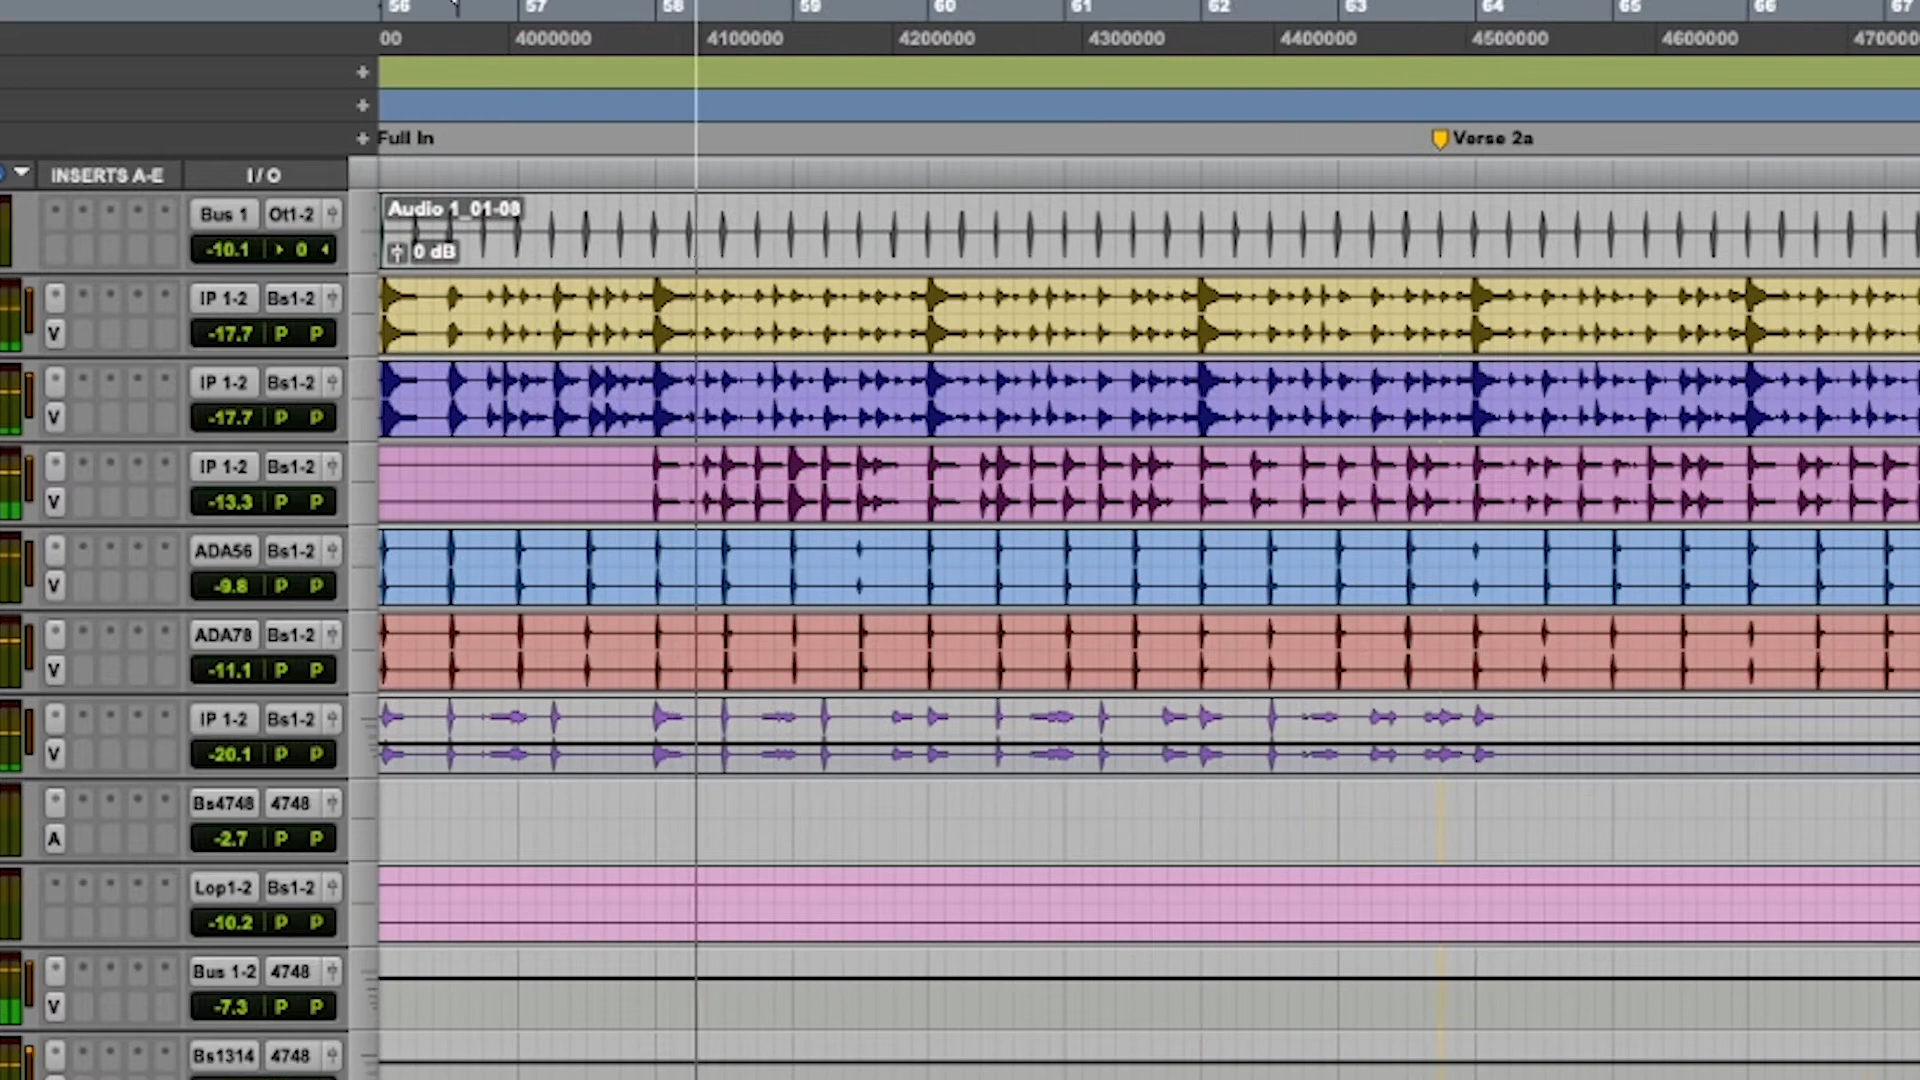 56 57 58 59 60 61 62 63 64 65 66 67
00 4000000 4100000 4200000 4300000 4400000 4500000 4600000 470000
+
+
+ Full In Verse 2a
INSERTS A-E I/O
Bus 1 Ot1-2
-10.1 0
Audio 1_01-08
0 dB
IP 1-2 Bs1-2
V -17.7 P P
IP 1-2 Bs1-2
V -17.7 P P
IP 1-2 Bs1-2
V -13.3 P P
ADA56 Bs1-2
V -9.8 P P
ADA78 Bs1-2
V -11.1 P P
IP 1-2 Bs1-2
V -20.1 P P
Bs4748 4748
A -2.7 P P
Lop1-2 Bs1-2
-10.2 P P
Bus 1-2 4748
V -7.3 P P
Bs1314 4748